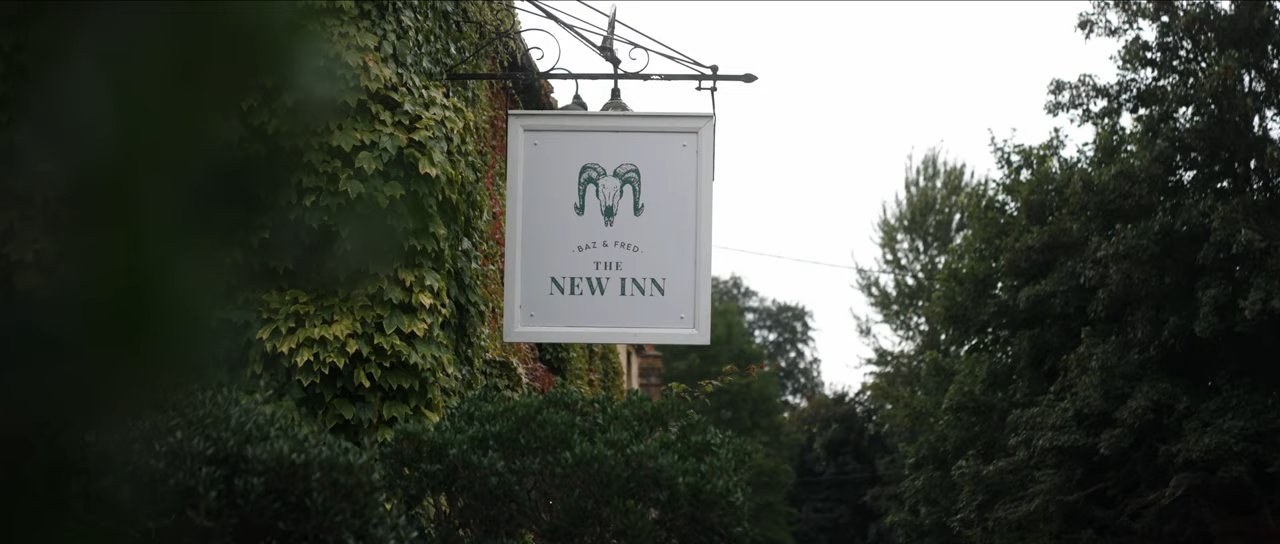 ·BAZ & FRED·
THE
NEW INN